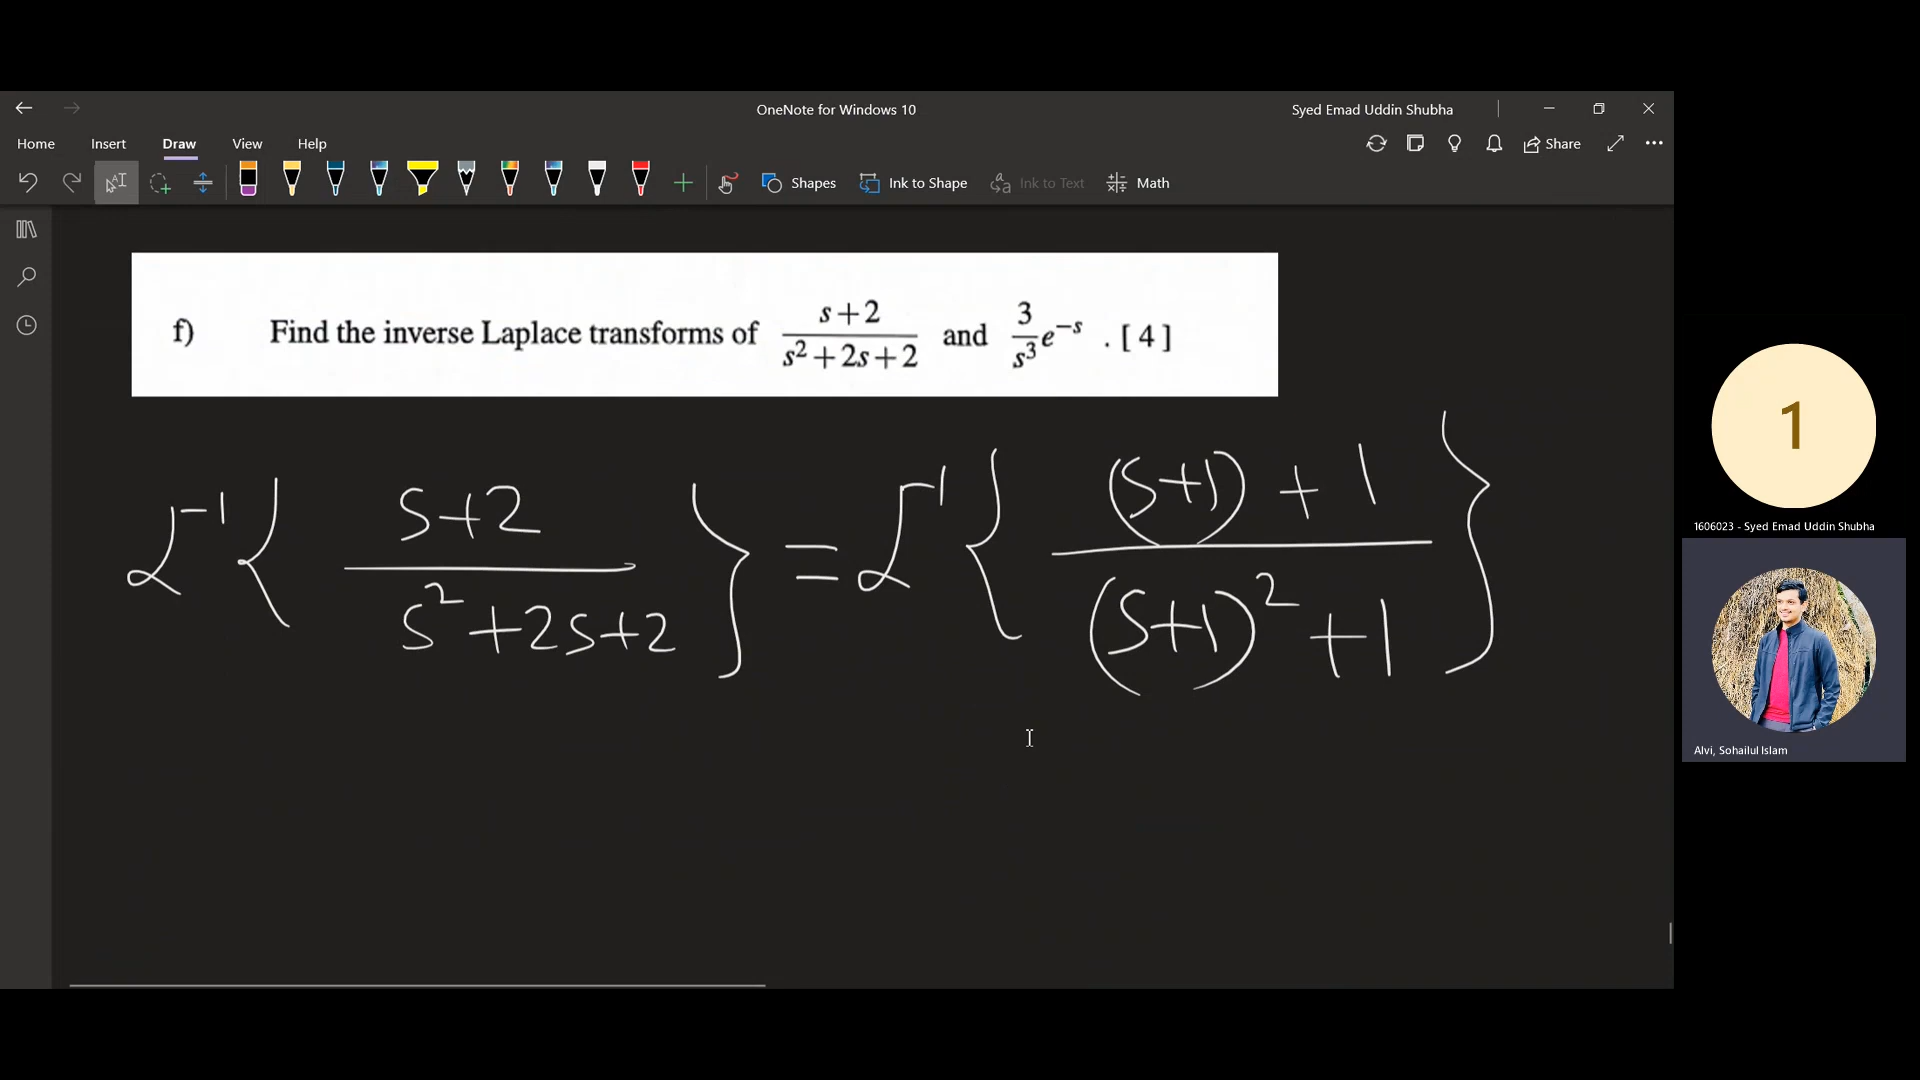 OneNote for Windows 10
Syed Emad Uddin Shubha
Home Insert Draw View Help
Share
Shapes Ink to Shape Ink to Text Math
f) Find the inverse Laplace transforms of (s+2)/(s²+2s+2) and 3/s³ e⁻ˢ . [ 4 ]
ℒ⁻¹{ (s+2)/(s²+2s+2) } = ℒ⁻¹{ ((s+1) + 1)/((s+1)² + 1) }
1
1606023 - Syed Emad Uddin Shubha
Alvi, Sohailul Islam